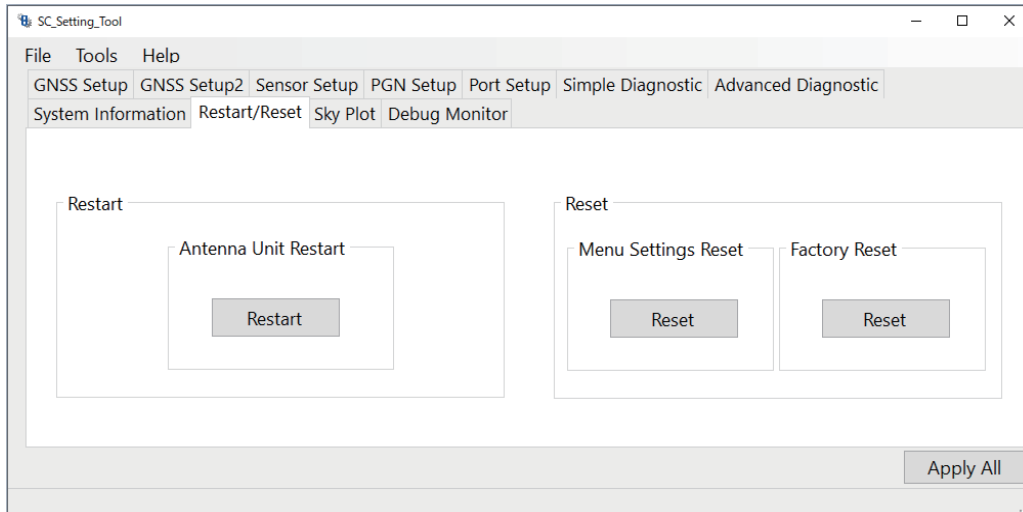 SC_Setting_Tool
File Tools Help
GNSS Setup GNSS Setup2 Sensor Setup PGN Setup Port Setup Simple Diagnostic Advanced Diagnostic
System Information Restart/Reset Sky Plot Debug Monitor
Restart
Antenna Unit Restart
Restart
Reset
Menu Settings Reset
Reset
Factory Reset
Reset
Apply All